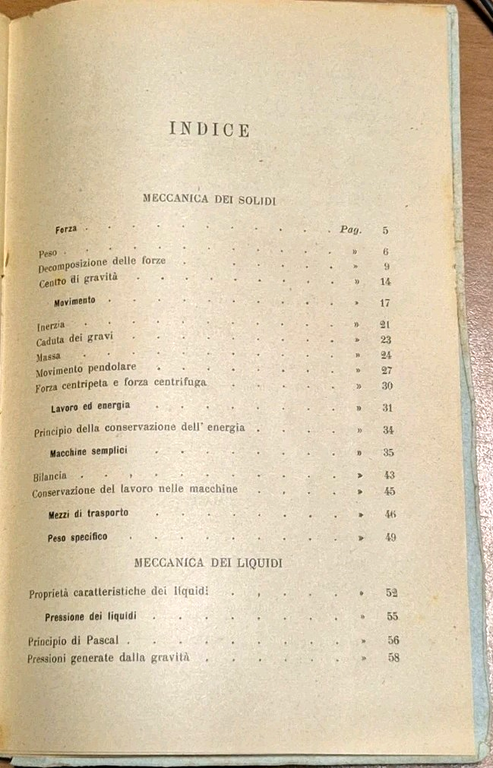 INDICE
MECCANICA DEI SOLIDI
Forza . . . . . . . . . . . Pag. 5
Peso . . . . . . . . . . . . » 6
Decomposizione delle forze . . . . . . . » 9
Centro di gravità . . . . . . . . . » 14
Movimento . . . . . . . . . . » 17
Inerzia . . . . . . . . . . . » 21
Caduta dei gravi . . . . . . . . . » 23
Massa . . . . . . . . . . . » 24
Movimento pendolare . . . . . . . . » 27
Forza centripeta e forza centrifuga . . . . . . » 30
Lavoro ed energia . . . . . . . . » 31
Principio della conservazione dell' energia . . . . » 34
Macchine semplici . . . . . . . . » 35
Bilancia . . . . . . . . . . . » 43
Conservazione del lavoro nelle macchine . . . . » 45
Mezzi di trasporto . . . . . . . . » 46
Peso specifico . . . . . . . . . » 49
MECCANICA DEI LIQUIDI
Proprietà caratteristiche dei liquidi . . . . . » 52
Pressione dei liquidi . . . . . . . . » 55
Principio di Pascal . . . . . . . . . » 56
Pressioni generate dalla gravità . . . . . . » 58